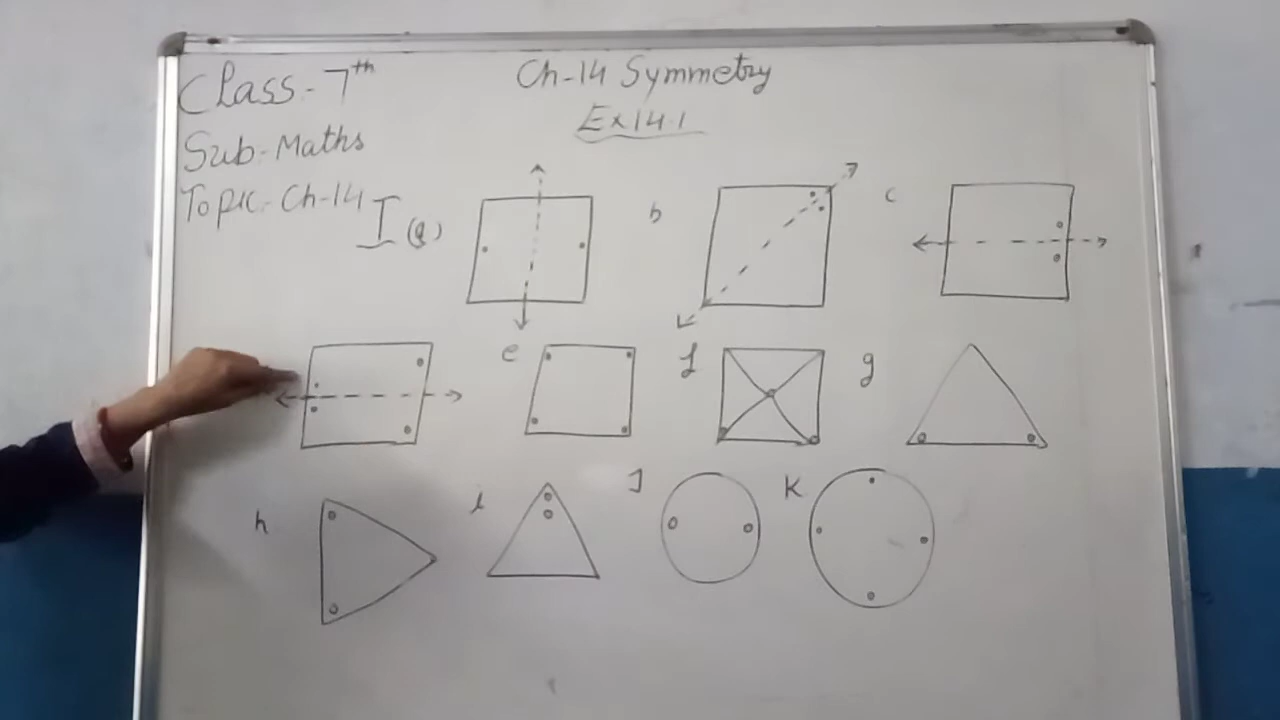 Class-7th
Ch-14 Symmetry
Ex 14.1
Sub-Maths
Topic-Ch-14
I (a)
b
c
e
f
g
h
i
J
K